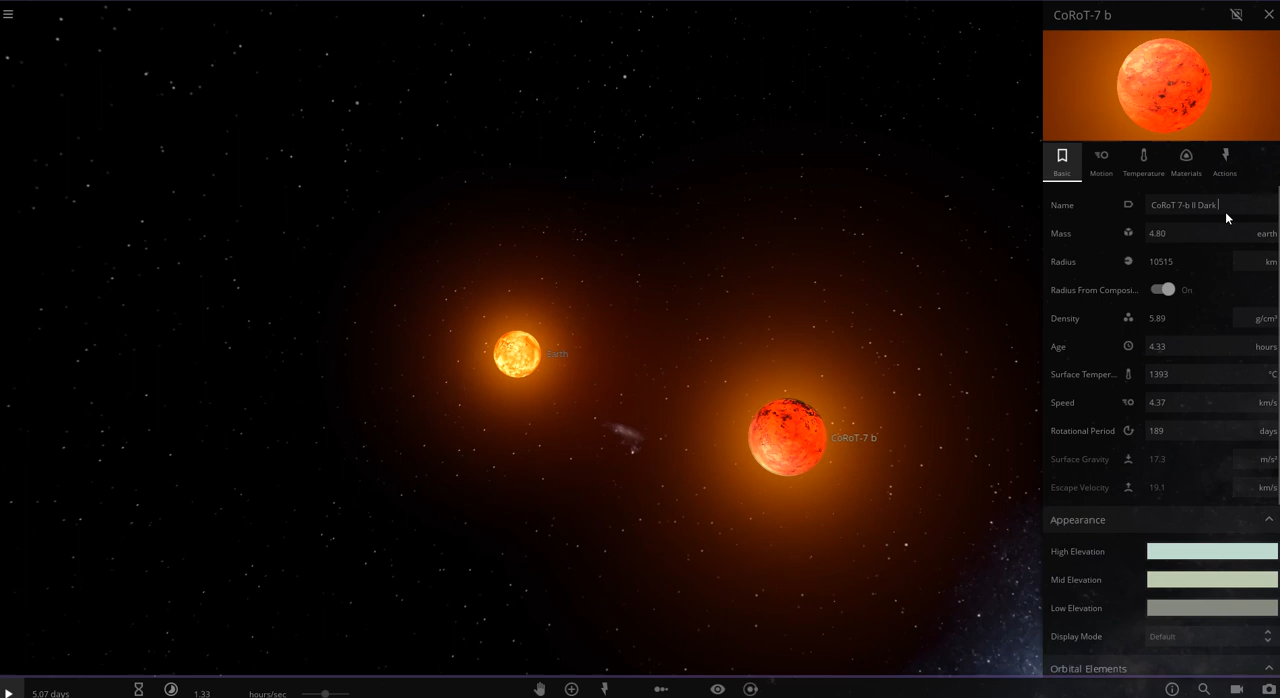 CoRoT-7 b
Basic
Motion
Temperature
Materials
Actions
Name
CoRoT 7-b II Dark
Mass
4.80
earth
Radius
10515
km
Radius From Composi...
On
Density
5.89
g/cm³
Age
4.33
hours
Surface Temper...
1393
°C
Speed
4.37
km/s
Rotational Period
189
days
Surface Gravity
17.3
m/s²
Escape Velocity
19.1
km/s
Appearance
High Elevation
Mid Elevation
Low Elevation
Display Mode
Default
Orbital Elements
Earth
CoRoT-7 b
5.07 days
1.33
hours/sec